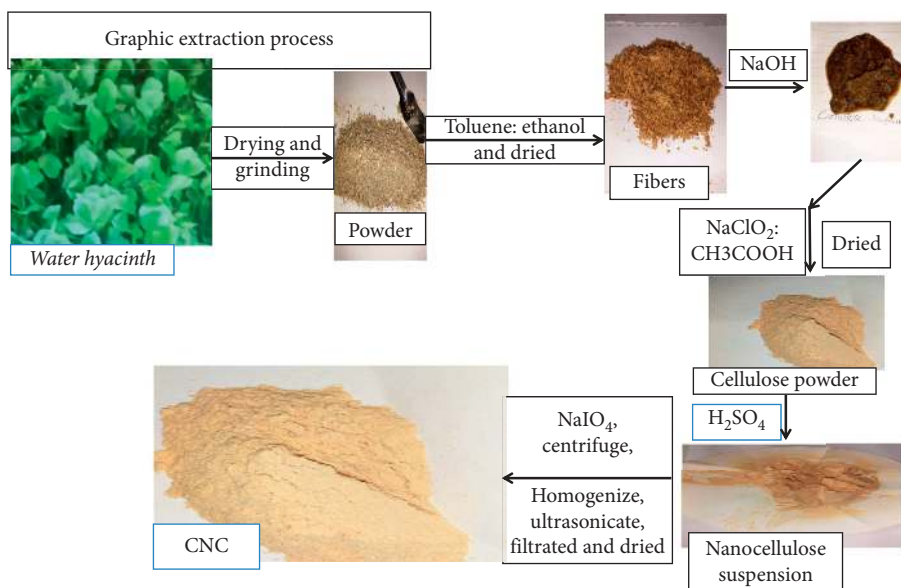 Graphic extraction process
Water hyacinth
Drying and
grinding
Powder
Toluene: ethanol
and dried
Fibers
NaOH
NaClO₂:
CH3COOH
Dried
Cellulose powder
H₂SO₄
Nanocellulose
suspension
NaIO₄,
centrifuge,
Homogenize,
ultrasonicate,
filtrated and dried
CNC